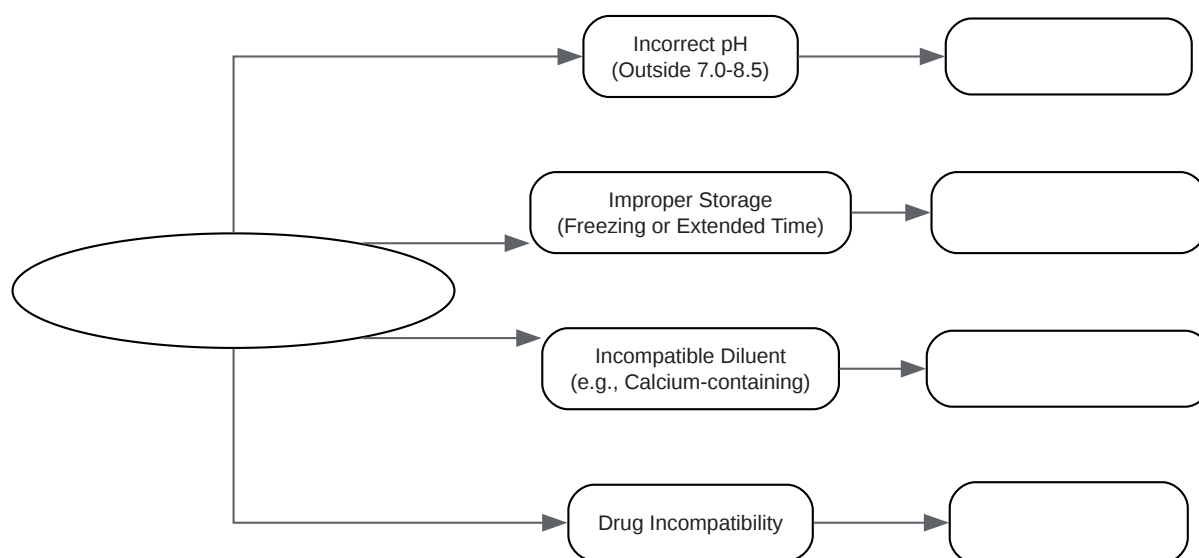 Incorrect pH
(Outside 7.0-8.5)
Improper Storage
(Freezing or Extended Time)
Incompatible Diluent
(e.g., Calcium-containing)
Drug Incompatibility